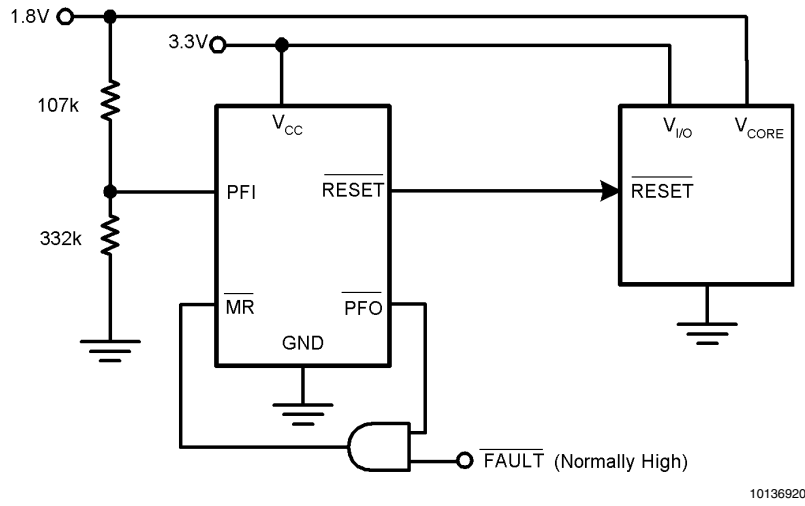 1.8V
3.3V
107k
VCC
VI/O
VCORE
PFI
RESET
RESET
332k
MR
PFO
GND
FAULT (Normally High)
10136920